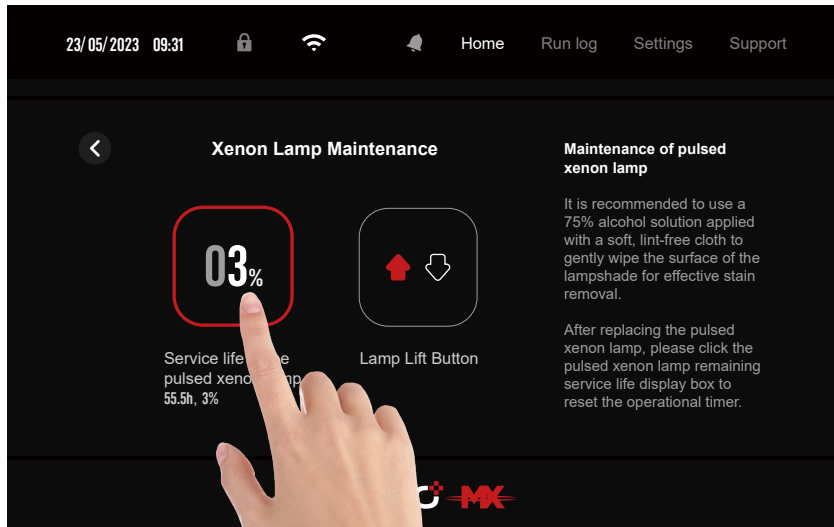 23/05/2023 09:31 Home Run log Settings Support
Xenon Lamp Maintenance
03%
Service life
pulsed
55.5h, 3%
Lamp Lift Button
Maintenance of pulsed
xenon lamp
It is recommended to use a
75% alcohol solution applied
with a soft, lint-free cloth to
gently wipe the surface of the
lampshade for effective stain
removal.
After replacing the pulsed
xenon lamp, please click the
pulsed xenon lamp remaining
service life display box to
reset the operational timer.
MX